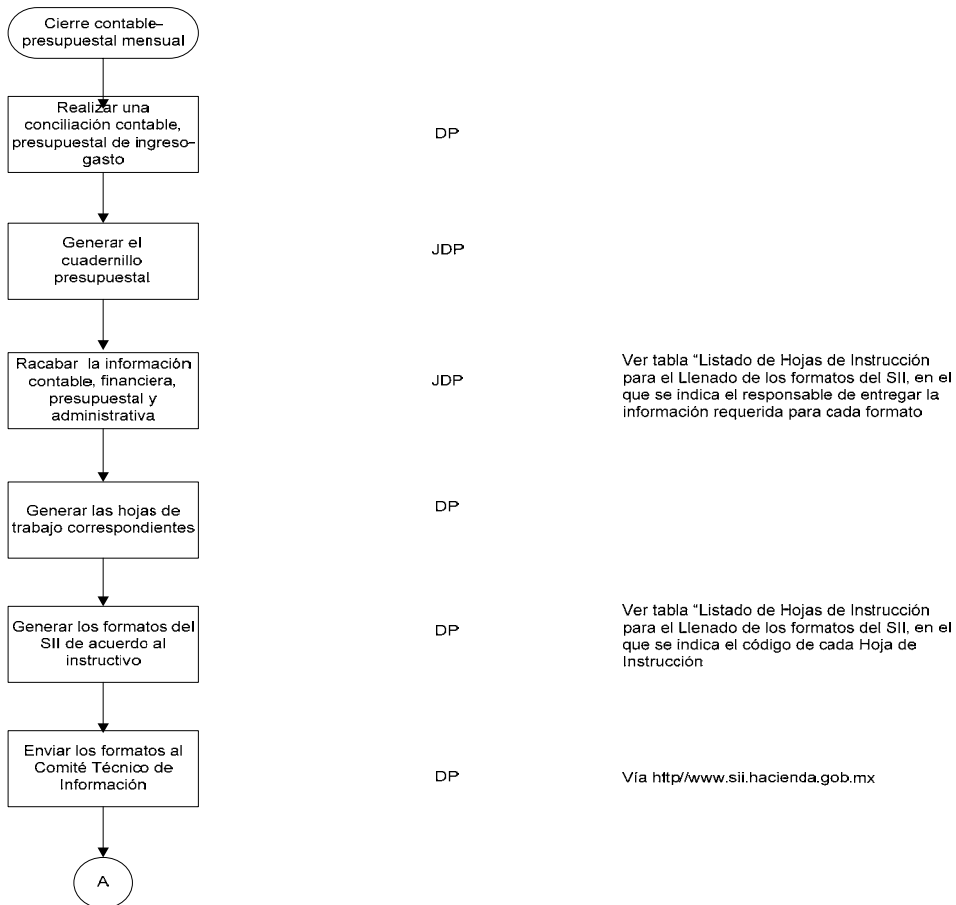 Cierre contable–
presupuestal mensual
Realizar una
conciliación contable,
presupuestal de ingreso–
gasto
DP
Generar el
cuadernillo
presupuestal
JDP
Racabar la información
contable, financiera,
presupuestal y
administrativa
JDP
Ver tabla “Listado de Hojas de Instrucción
para el Llenado de los formatos del SII, en el
que se indica el responsable de entregar la
información requerida para cada formato
Generar las hojas de
trabajo correspondientes
DP
Generar los formatos del
SII de acuerdo al
instructivo
DP
Ver tabla “Listado de Hojas de Instrucción
para el Llenado de los formatos del SII, en el
que se indica el código de cada Hoja de
Instrucción
Enviar los formatos al
Comité Técnico de
Información
DP
Vía http//www.sii.hacienda.gob.mx
A